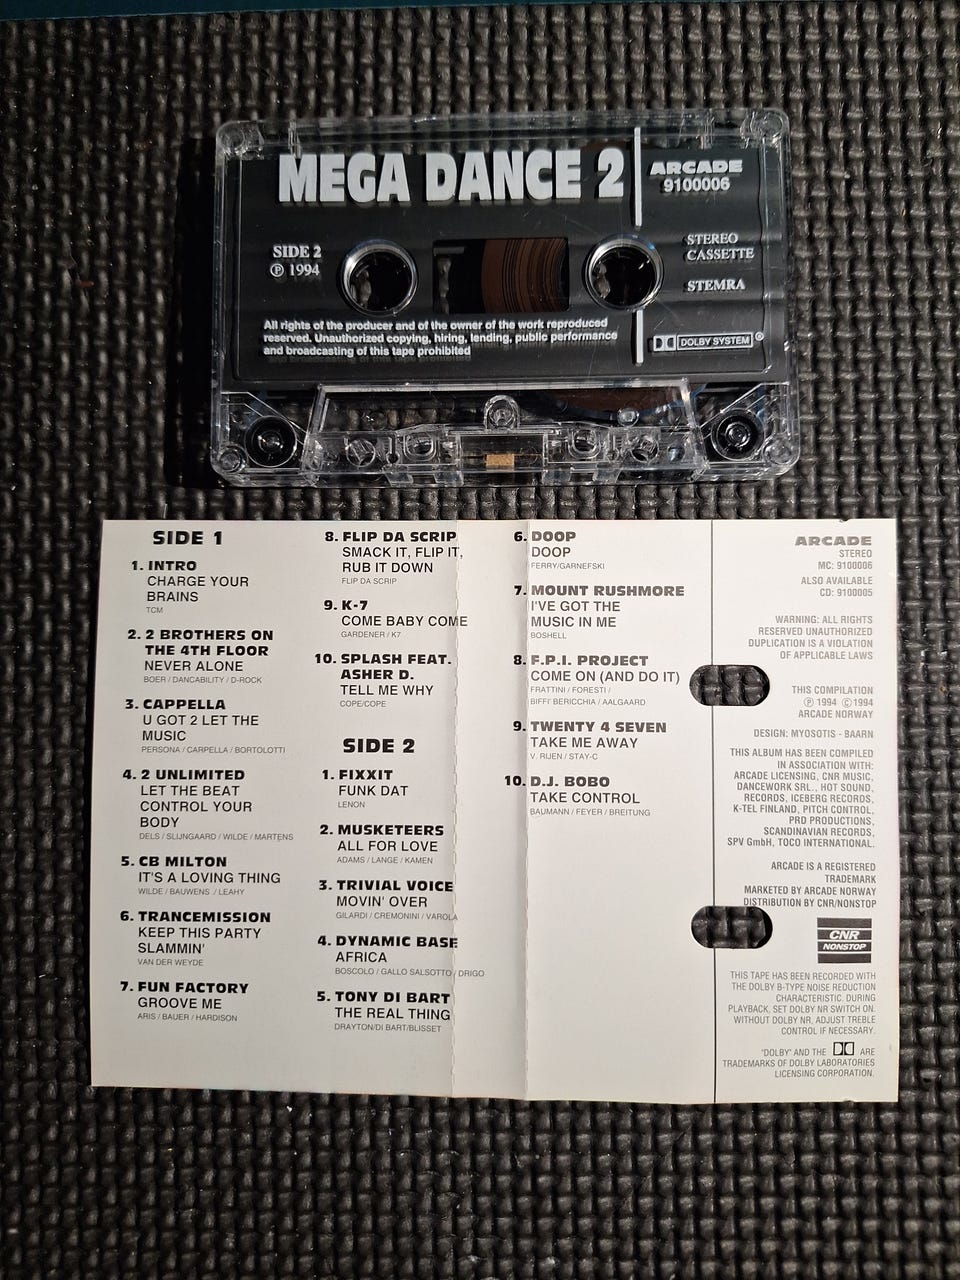 MEGA DANCE 2
ARCADE
9100006
SIDE 2
℗ 1994
STEREO
CASSETTE
STEMRA
All rights of the producer and of the owner of the work reproduced
reserved. Unauthorized copying, hiring, lending, public performance
and broadcasting of this tape prohibited
DOLBY SYSTEM®
SIDE 1
1. INTRO
CHARGE YOUR
BRAINS
TCM
2. 2 BROTHERS ON
THE 4TH FLOOR
NEVER ALONE
BOER / DANCABILITY / D-ROCK
3. CAPPELLA
U GOT 2 LET THE
MUSIC
PERSONA / CARPELLA / BORTOLOTTI
4. 2 UNLIMITED
LET THE BEAT
CONTROL YOUR
BODY
DELS / SLIJNGAARD / WILDE / MARTENS
5. CB MILTON
IT'S A LOVING THING
WILDE / BAUWENS / LEAHY
6. TRANCEMISSION
KEEP THIS PARTY
SLAMMIN'
VAN DER WEYDE
7. FUN FACTORY
GROOVE ME
ARIS / BAUER / HARDISON
8. FLIP DA SCRIP
SMACK IT, FLIP IT,
RUB IT DOWN
FLIP DA SCRIP
9. K-7
COME BABY COME
GARDENER / K7
10. SPLASH FEAT.
ASHER D.
TELL ME WHY
COPE/COPE
SIDE 2
1. FIXXIT
FUNK DAT
LENON
2. MUSKETEERS
ALL FOR LOVE
ADAMS / LANGE / KAMEN
3. TRIVIAL VOICE
MOVIN' OVER
GILARDI / CREMONINI / VAROLA
4. DYNAMIC BASE
AFRICA
BOSCOLO / GALLO SALSOTTO / DRIGO
5. TONY DI BART
THE REAL THING
DRAYTON/DI BART/BLISSET
6. DOOP
DOOP
FERRY/GARNEFSKI
7. MOUNT RUSHMORE
I'VE GOT THE
MUSIC IN ME
BOSHELL
8. F.P.I. PROJECT
COME ON (AND DO IT)
FRATTINI / FORESTI /
BIFFI' BERICCHIA / AALGAARD
9. TWENTY 4 SEVEN
TAKE ME AWAY
V. RIJEN / STAY-C
10. D.J. BOBO
TAKE CONTROL
BAUMANN / FEYER / BREITUNG
ARCADE
STEREO
MC: 9100006
ALSO AVAILABLE
CD: 9100005
WARNING: ALL RIGHTS
RESERVED UNAUTHORIZED
DUPLICATION IS A VIOLATION
OF APPLICABLE LAWS
THIS COMPILATION
℗ 1994 © 1994
ARCADE NORWAY
DESIGN: MYOSOTIS - BAARN
THIS ALBUM HAS BEEN COMPILED
IN ASSOCIATION WITH:
ARCADE LICENSING, CNR MUSIC,
DANCEWORK SRL., HOT SOUND,
RECORDS, ICEBERG RECORDS,
K-TEL FINLAND, PITCH CONTROL,
PRD PRODUCTIONS,
SCANDINAVIAN RECORDS,
SPV GmbH, TOCO INTERNATIONAL.
ARCADE IS A REGISTERED
TRADEMARK
MARKETED BY ARCADE NORWAY
DISTRIBUTION BY CNR/NONSTOP
CNR
NONSTOP
THIS TAPE HAS BEEN RECORDED WITH
THE DOLBY B-TYPE NOISE REDUCTION
CHARACTERISTIC. DURING
PLAYBACK, SET DOLBY NR SWITCH ON.
WITHOUT DOLBY NR, ADJUST TREBLE
CONTROL IF NECESSARY.
"DOLBY" AND THE ARE
TRADEMARKS OF DOLBY LABORATORIES
LICENSING CORPORATION.